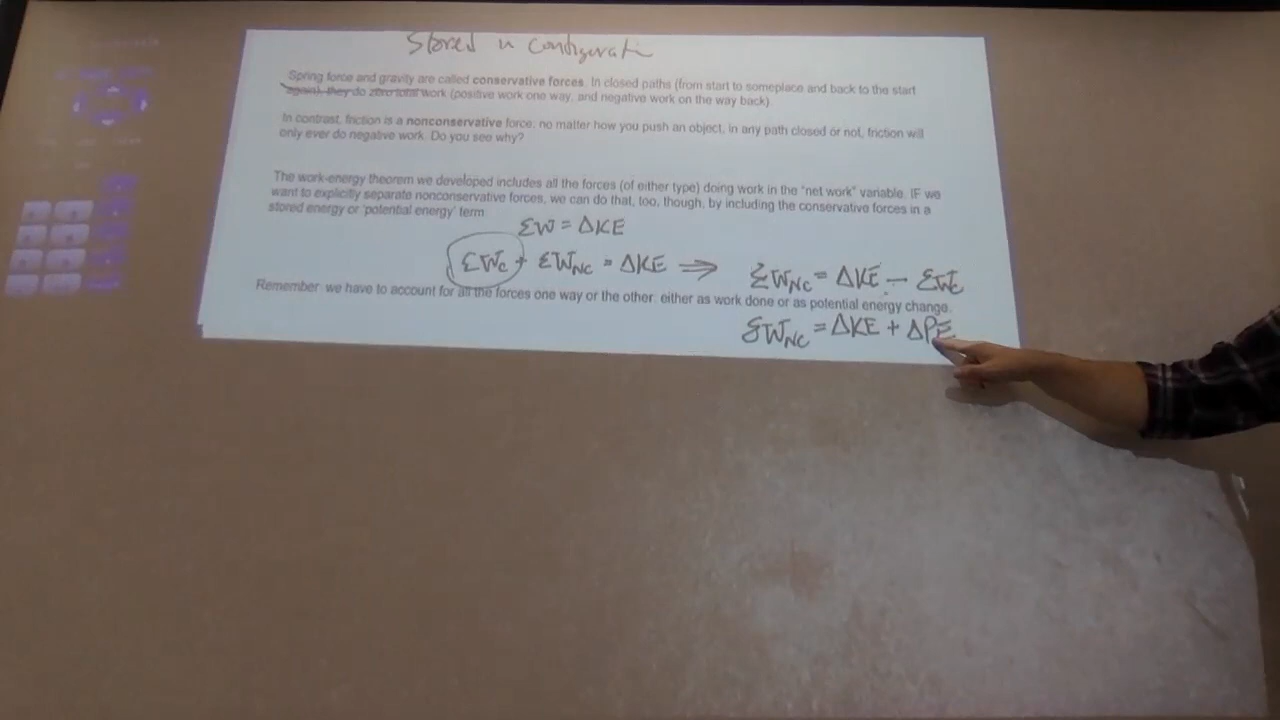 Stored in configurati
Spring force and gravity are called conservative forces. In closed paths (from start to someplace and back to the start
again), they do zero total work (positive work one way, and negative work on the way back).
In contrast, friction is a nonconservative force: no matter how you push an object, in any path closed or not, friction will
only ever do negative work. Do you see why?
The work-energy theorem we developed includes all the forces (of either type) doing work in the "net work" variable. IF we
want to explicitly separate nonconservative forces, we can do that, too, though, by including the conservative forces in a
stored energy or 'potential energy' term.
ΣW = ΔKE
ΣWc + ΣWNC = ΔKE ⇒ ΣWNC = ΔKE - ΣWc
Remember: we have to account for all the forces one way or the other: either as work done or as potential energy change.
ΣWNC = ΔKE + ΔPE